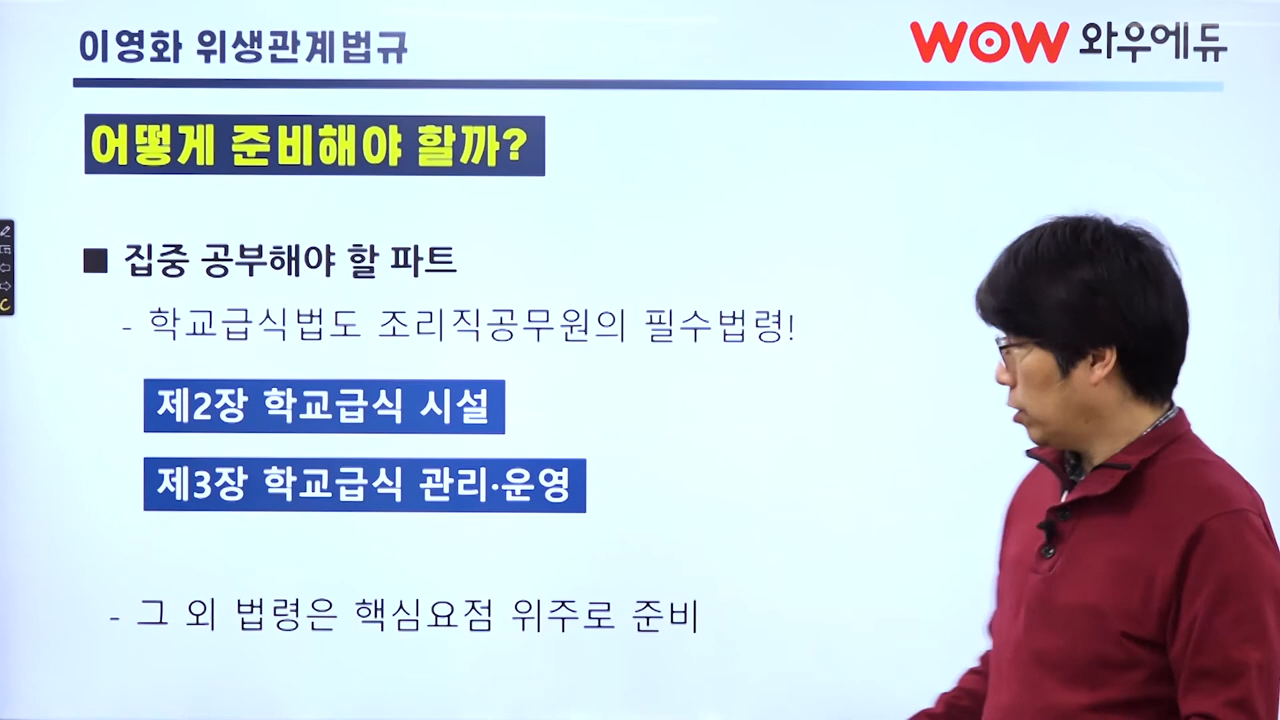 이영화 위생관계법규
WOW 와우에듀
어떻게 준비해야 할까?
■ 집중 공부해야 할 파트
- 학교급식법도 조리직공무원의 필수법령!
제2장 학교급식 시설
제3장 학교급식 관리·운영
- 그 외 법령은 핵심요점 위주로 준비